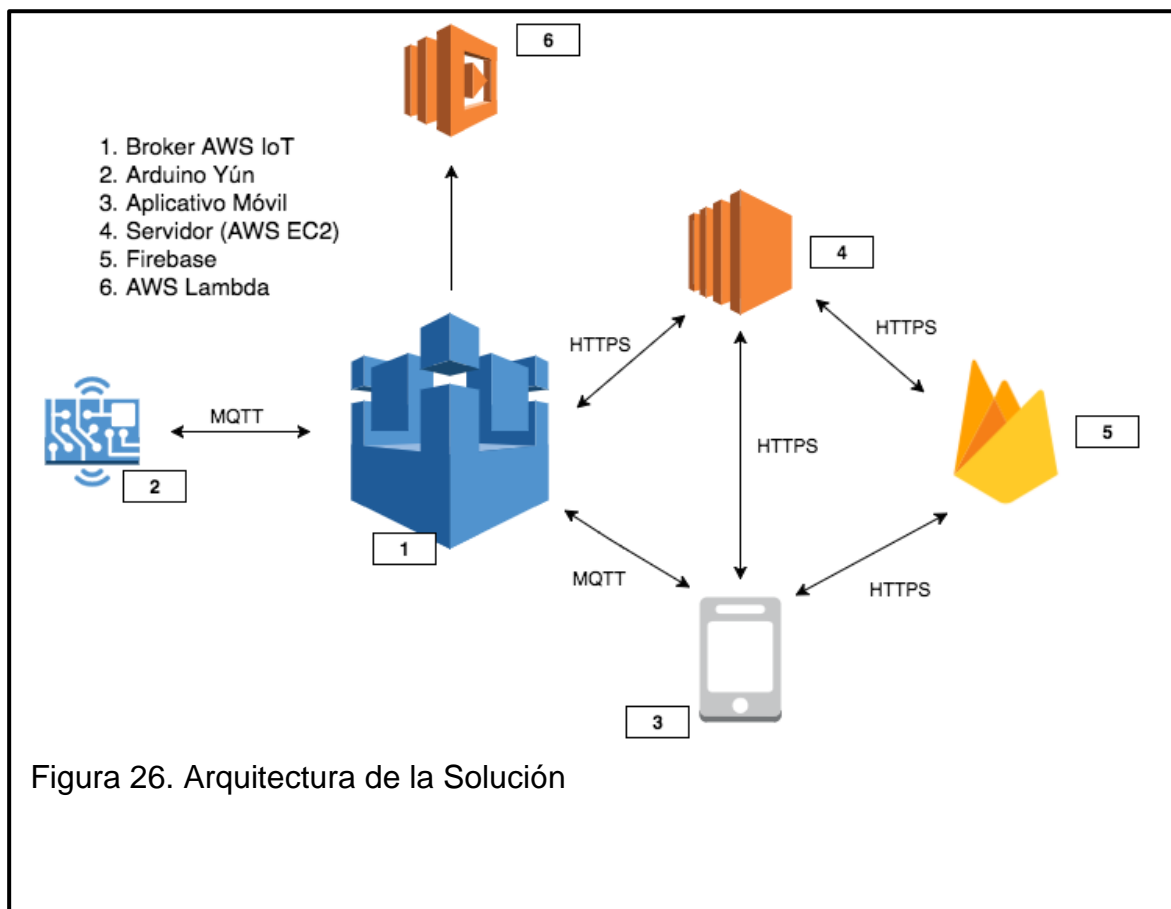 6
1. Broker AWS IoT
2. Arduino Yún
3. Aplicativo Móvil
4. Servidor (AWS EC2)
5. Firebase
6. AWS Lambda
4
HTTPS
HTTPS
MQTT
HTTPS
5
2
1
MQTT
HTTPS
3
Figura 26. Arquitectura de la Solución